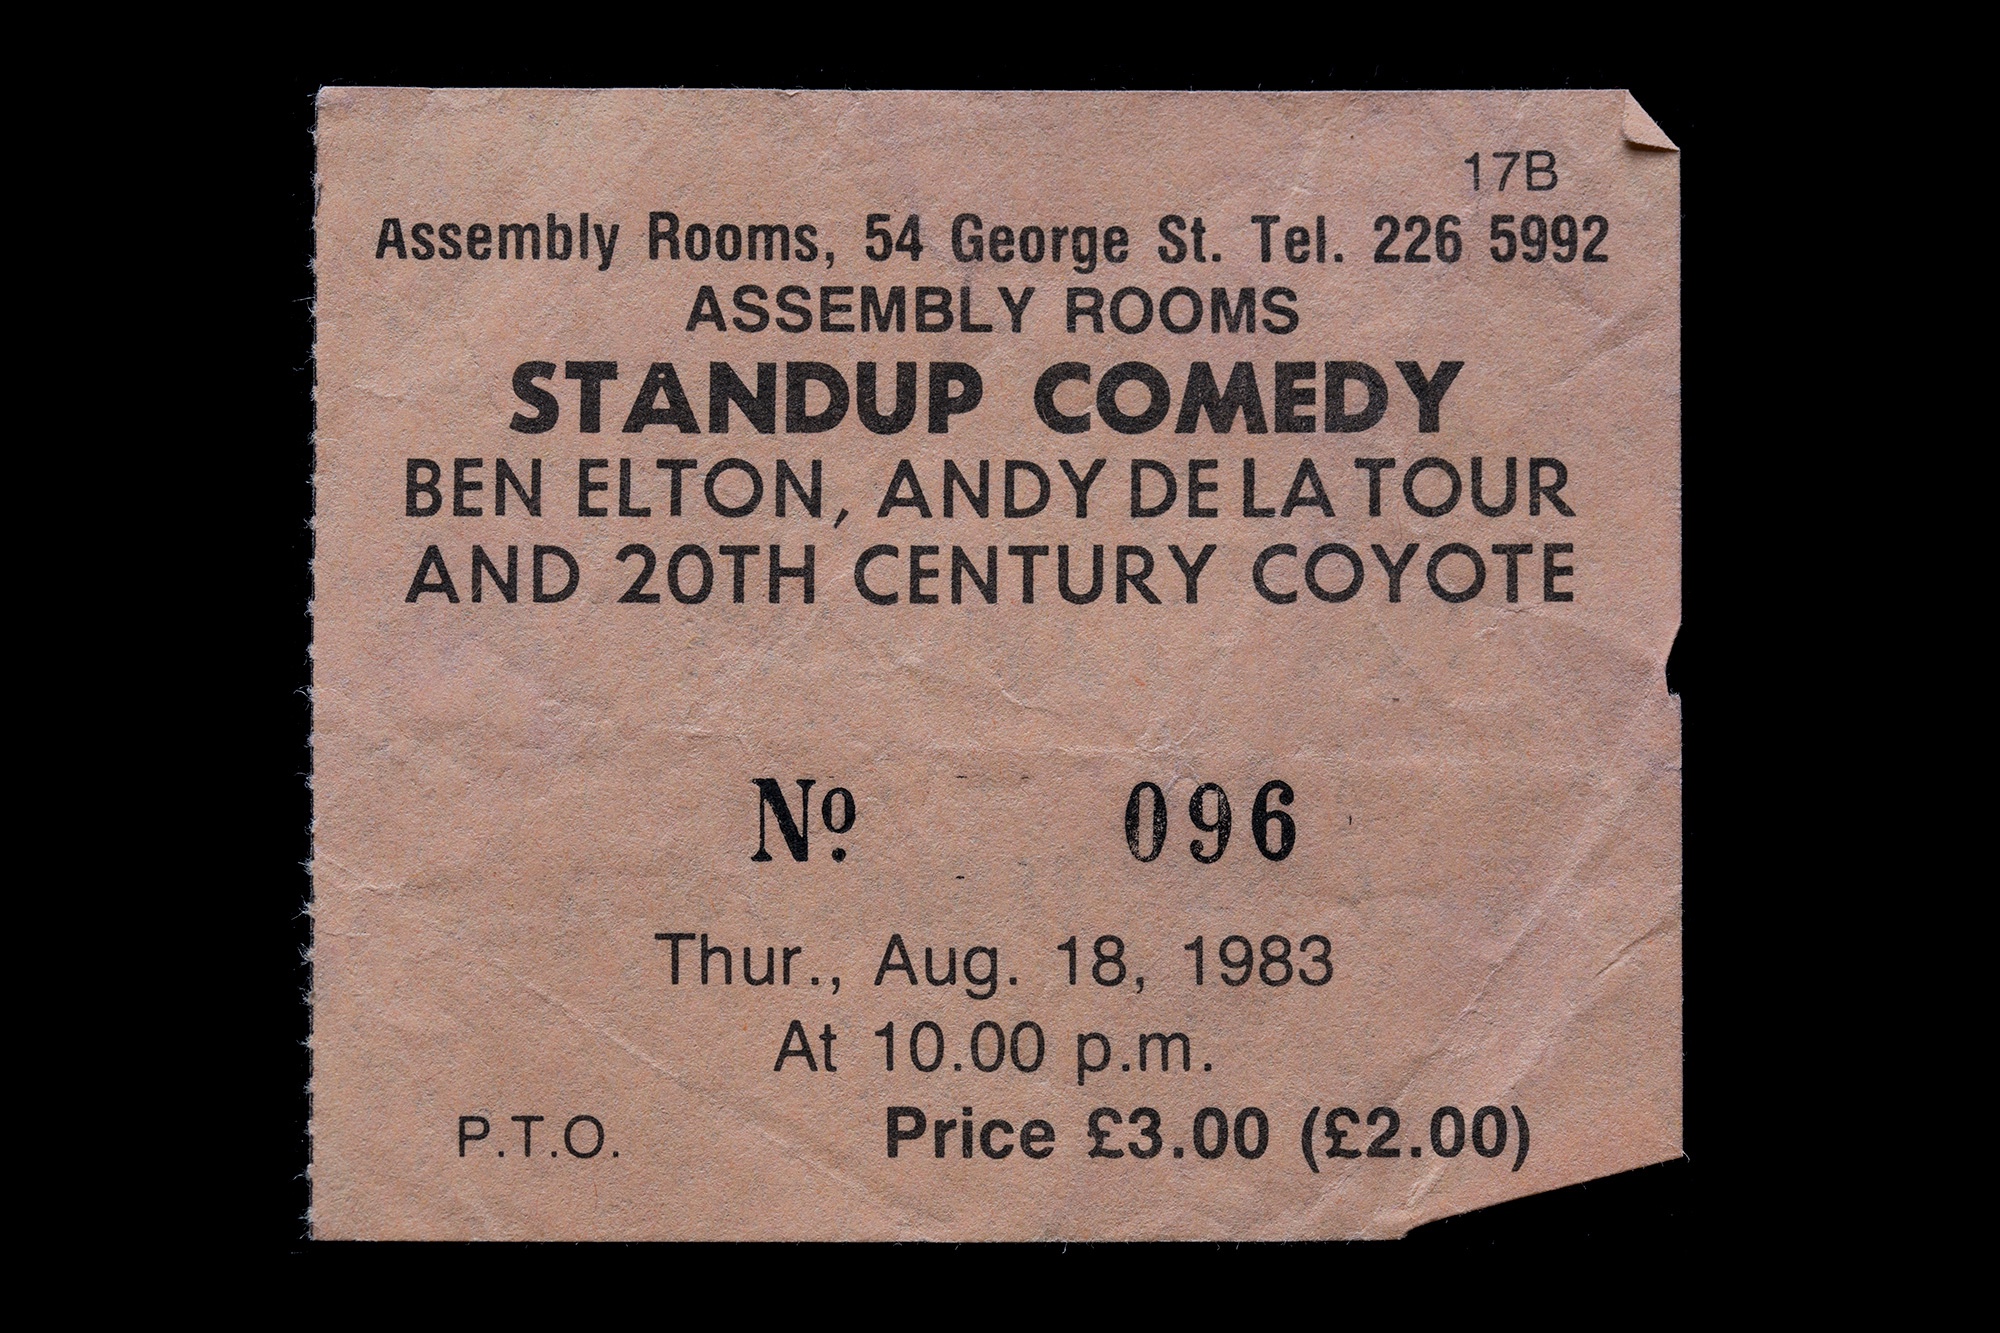 17B
Assembly Rooms, 54 George St. Tel. 226 5992
ASSEMBLY ROOMS
STANDUP COMEDY
BEN ELTON, ANDY DE LA TOUR
AND 20TH CENTURY COYOTE
Nº. 096
Thur., Aug. 18, 1983
At 10.00 p.m.
P.T.O. Price £3.00 (£2.00)